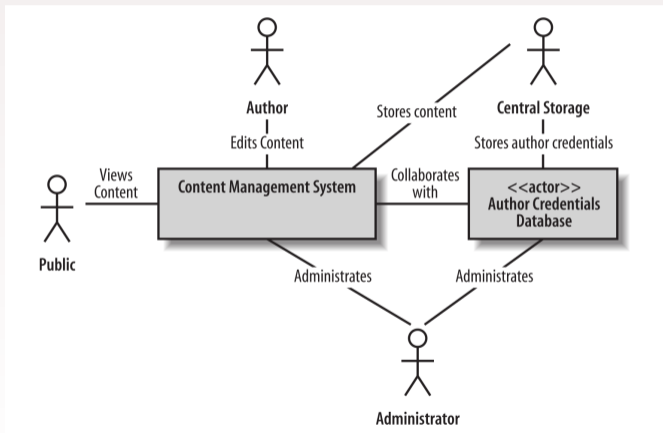 Author
Stores content
Central Storage
Edits Content
Stores author credentials
Views
Content
Content Management System
Collaborates
with
<<actor>>
Author Credentials
Database
Public
Administrates
Administrates
Administrator